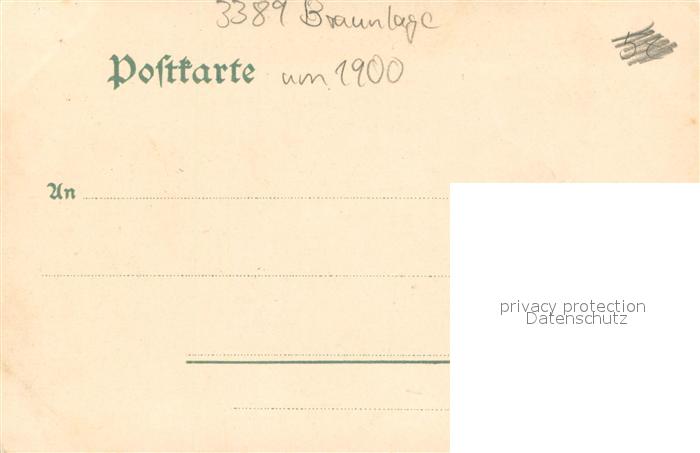 3389 Braunlage
Postkarte um 1900
An
privacy protection
Datenschutz